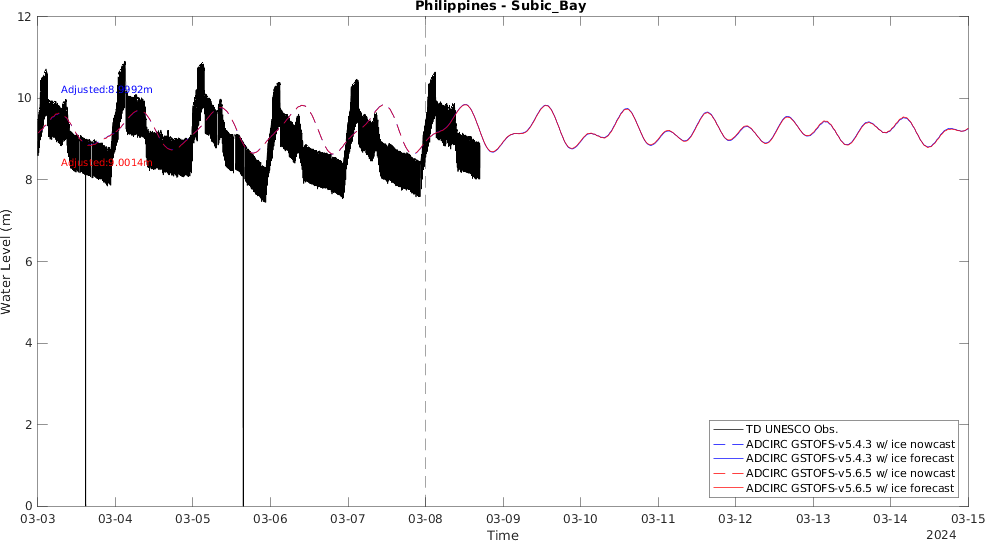 Philippines - Subic_Bay
12
10
8
6
4
2
0
Water Level (m)
Adjusted:9.0014m
TD UNESCO Obs.
ADCIRC GSTOFS-v5.4.3 w/ ice nowcast
ADCIRC GSTOFS-v5.4.3 w/ ice forecast
ADCIRC GSTOFS-v5.6.5 w/ ice nowcast
ADCIRC GSTOFS-v5.6.5 w/ ice forecast
03-03 03-04 03-05 03-06 03-07 03-08 03-09 03-10 03-11 03-12 03-13 03-14 03-15
Time
2024